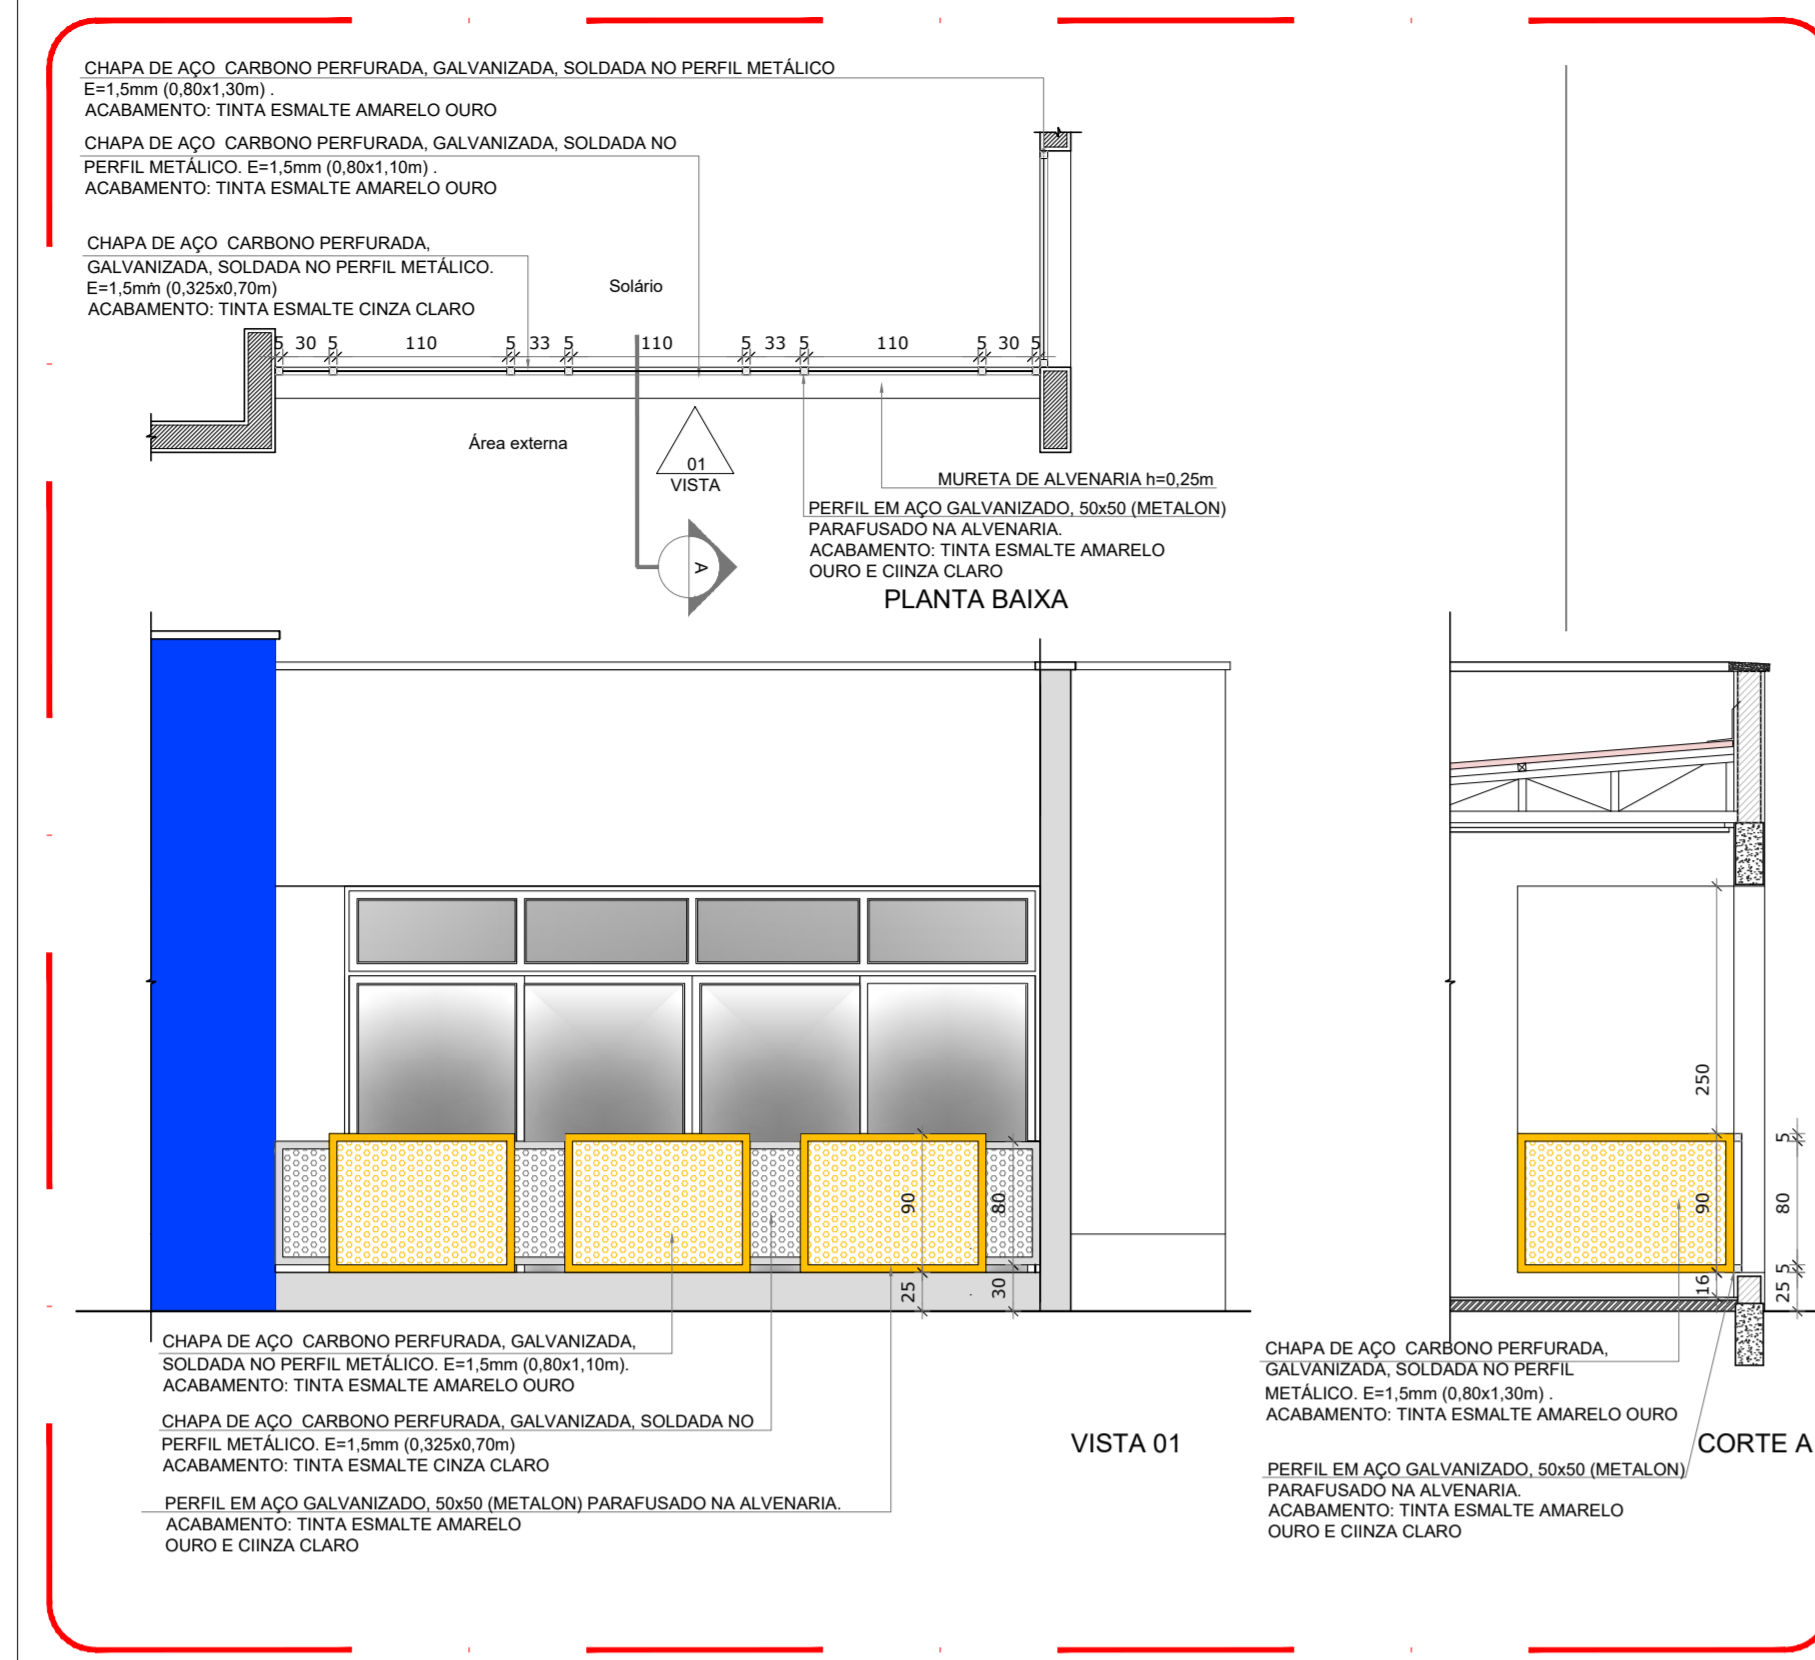 CHAPA DE AÇO CARBONO PERFURADA, GALVANIZADA, SOLDADA NO PERFIL METÁLICO
E=1,5mm (0,80x1,30m) .
ACABAMENTO: TINTA ESMALTE AMARELO OURO
CHAPA DE AÇO CARBONO PERFURADA, GALVANIZADA, SOLDADA NO
PERFIL METÁLICO. E=1,5mm (0,80x1,10m) .
ACABAMENTO: TINTA ESMALTE AMARELO OURO
CHAPA DE AÇO CARBONO PERFURADA,
GALVANIZADA, SOLDADA NO PERFIL METÁLICO.
E=1,5mm (0,325x0,70m)
ACABAMENTO: TINTA ESMALTE CINZA CLARO
Solário
5 30 5 110 5 33 5 110 5 33 5 110 5 30 5
Área externa
01
VISTA
A
MURETA DE ALVENARIA h=0,25m
PERFIL EM AÇO GALVANIZADO, 50x50 (METALON)
PARAFUSADO NA ALVENARIA.
ACABAMENTO: TINTA ESMALTE AMARELO
OURO E CIINZA CLARO
PLANTA BAIXA
90
80
25
30
250
90
16
5
80
5
25
CHAPA DE AÇO CARBONO PERFURADA, GALVANIZADA,
SOLDADA NO PERFIL METÁLICO. E=1,5mm (0,80x1,10m).
ACABAMENTO: TINTA ESMALTE AMARELO OURO
CHAPA DE AÇO CARBONO PERFURADA, GALVANIZADA, SOLDADA NO
PERFIL METÁLICO. E=1,5mm (0,325x0,70m)
ACABAMENTO: TINTA ESMALTE CINZA CLARO
PERFIL EM AÇO GALVANIZADO, 50x50 (METALON) PARAFUSADO NA ALVENARIA.
ACABAMENTO: TINTA ESMALTE AMARELO
OURO E CIINZA CLARO
VISTA 01
CHAPA DE AÇO CARBONO PERFURADA,
GALVANIZADA, SOLDADA NO PERFIL
METÁLICO. E=1,5mm (0,80x1,30m) .
ACABAMENTO: TINTA ESMALTE AMARELO OURO
CORTE A
PERFIL EM AÇO GALVANIZADO, 50x50 (METALON)
PARAFUSADO NA ALVENARIA.
ACABAMENTO: TINTA ESMALTE AMARELO
OURO E CIINZA CLARO